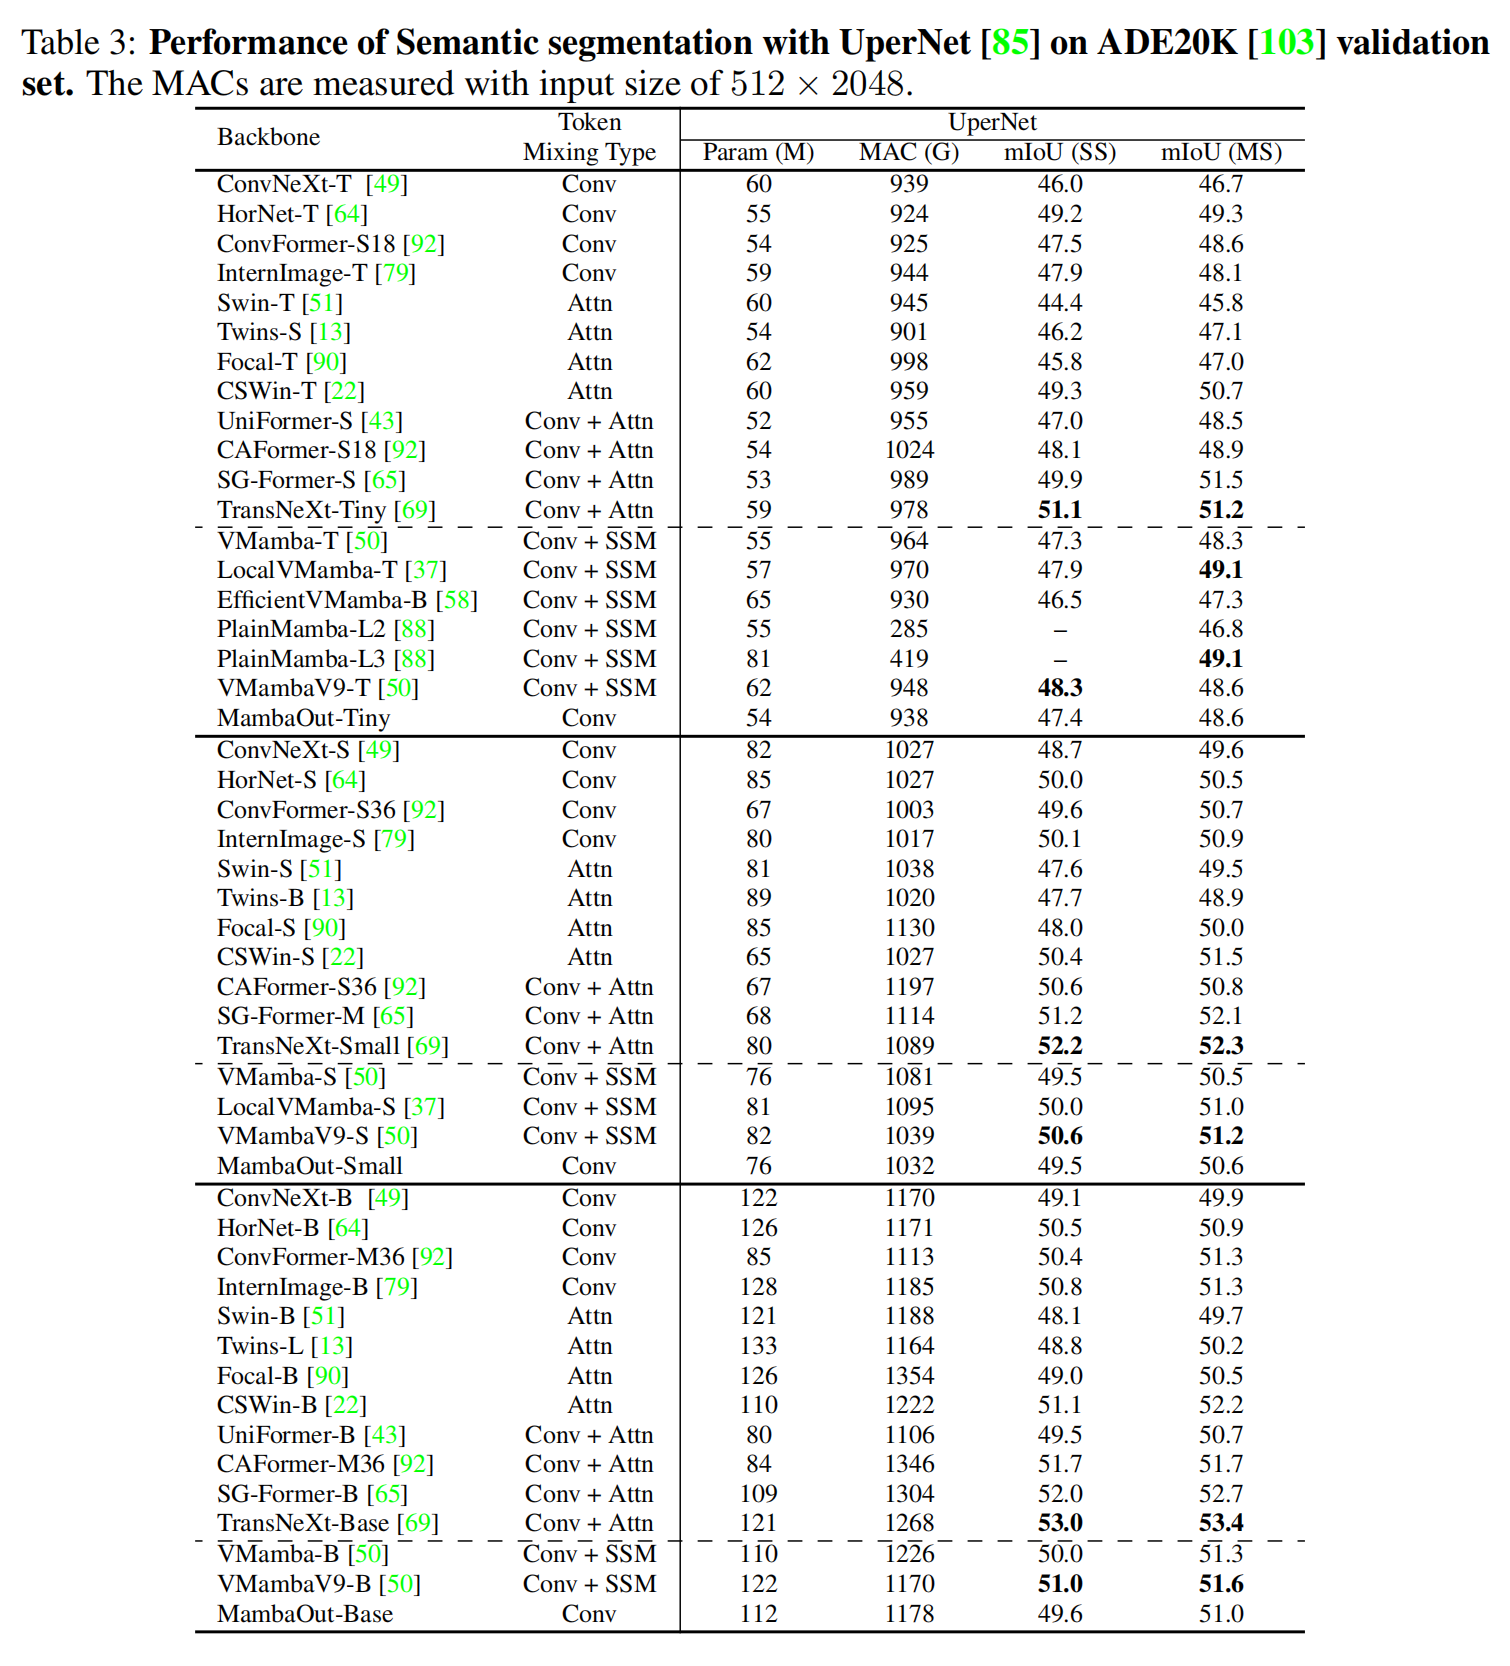 Table 3: Performance of Semantic segmentation with UperNet [85] on ADE20K [103] validation
set. The MACs are measured with input size of 512 × 2048.
Backbone Token Mixing Type UperNet
Param (M) MAC (G) mIoU (SS) mIoU (MS)
ConvNeXt-T [49] Conv 60 939 46.0 46.7
HorNet-T [64] Conv 55 924 49.2 49.3
ConvFormer-S18 [92] Conv 54 925 47.5 48.6
InternImage-T [79] Conv 59 944 47.9 48.1
Swin-T [51] Attn 60 945 44.4 45.8
Twins-S [13] Attn 54 901 46.2 47.1
Focal-T [90] Attn 62 998 45.8 47.0
CSWin-T [22] Attn 60 959 49.3 50.7
UniFormer-S [43] Conv + Attn 52 955 47.0 48.5
CAFormer-S18 [92] Conv + Attn 54 1024 48.1 48.9
SG-Former-S [65] Conv + Attn 53 989 49.9 51.5
TransNeXt-Tiny [69] Conv + Attn 59 978 51.1 51.2
VMamba-T [50] Conv + SSM 55 964 47.3 48.3
LocalVMamba-T [37] Conv + SSM 57 970 47.9 49.1
EfficientVMamba-B [58] Conv + SSM 65 930 46.5 47.3
PlainMamba-L2 [88] Conv + SSM 55 285 – 46.8
PlainMamba-L3 [88] Conv + SSM 81 419 – 49.1
VMambaV9-T [50] Conv + SSM 62 948 48.3 48.6
MambaOut-Tiny Conv 54 938 47.4 48.6
ConvNeXt-S [49] Conv 82 1027 48.7 49.6
HorNet-S [64] Conv 85 1027 50.0 50.5
ConvFormer-S36 [92] Conv 67 1003 49.6 50.7
InternImage-S [79] Conv 80 1017 50.1 50.9
Swin-S [51] Attn 81 1038 47.6 49.5
Twins-B [13] Attn 89 1020 47.7 48.9
Focal-S [90] Attn 85 1130 48.0 50.0
CSWin-S [22] Attn 65 1027 50.4 51.5
CAFormer-S36 [92] Conv + Attn 67 1197 50.6 50.8
SG-Former-M [65] Conv + Attn 68 1114 51.2 52.1
TransNeXt-Small [69] Conv + Attn 80 1089 52.2 52.3
VMamba-S [50] Conv + SSM 76 1081 49.5 50.5
LocalVMamba-S [37] Conv + SSM 81 1095 50.0 51.0
VMambaV9-S [50] Conv + SSM 82 1039 50.6 51.2
MambaOut-Small Conv 76 1032 49.5 50.6
ConvNeXt-B [49] Conv 122 1170 49.1 49.9
HorNet-B [64] Conv 126 1171 50.5 50.9
ConvFormer-M36 [92] Conv 85 1113 50.4 51.3
InternImage-B [79] Conv 128 1185 50.8 51.3
Swin-B [51] Attn 121 1188 48.1 49.7
Twins-L [13] Attn 133 1164 48.8 50.2
Focal-B [90] Attn 126 1354 49.0 50.5
CSWin-B [22] Attn 110 1222 51.1 52.2
UniFormer-B [43] Conv + Attn 80 1106 49.5 50.7
CAFormer-M36 [92] Conv + Attn 84 1346 51.7 51.7
SG-Former-B [65] Conv + Attn 109 1304 52.0 52.7
TransNeXt-Base [69] Conv + Attn 121 1268 53.0 53.4
VMamba-B [50] Conv + SSM 110 1226 50.0 51.3
VMambaV9-B [50] Conv + SSM 122 1170 51.0 51.6
MambaOut-Base Conv 112 1178 49.6 51.0